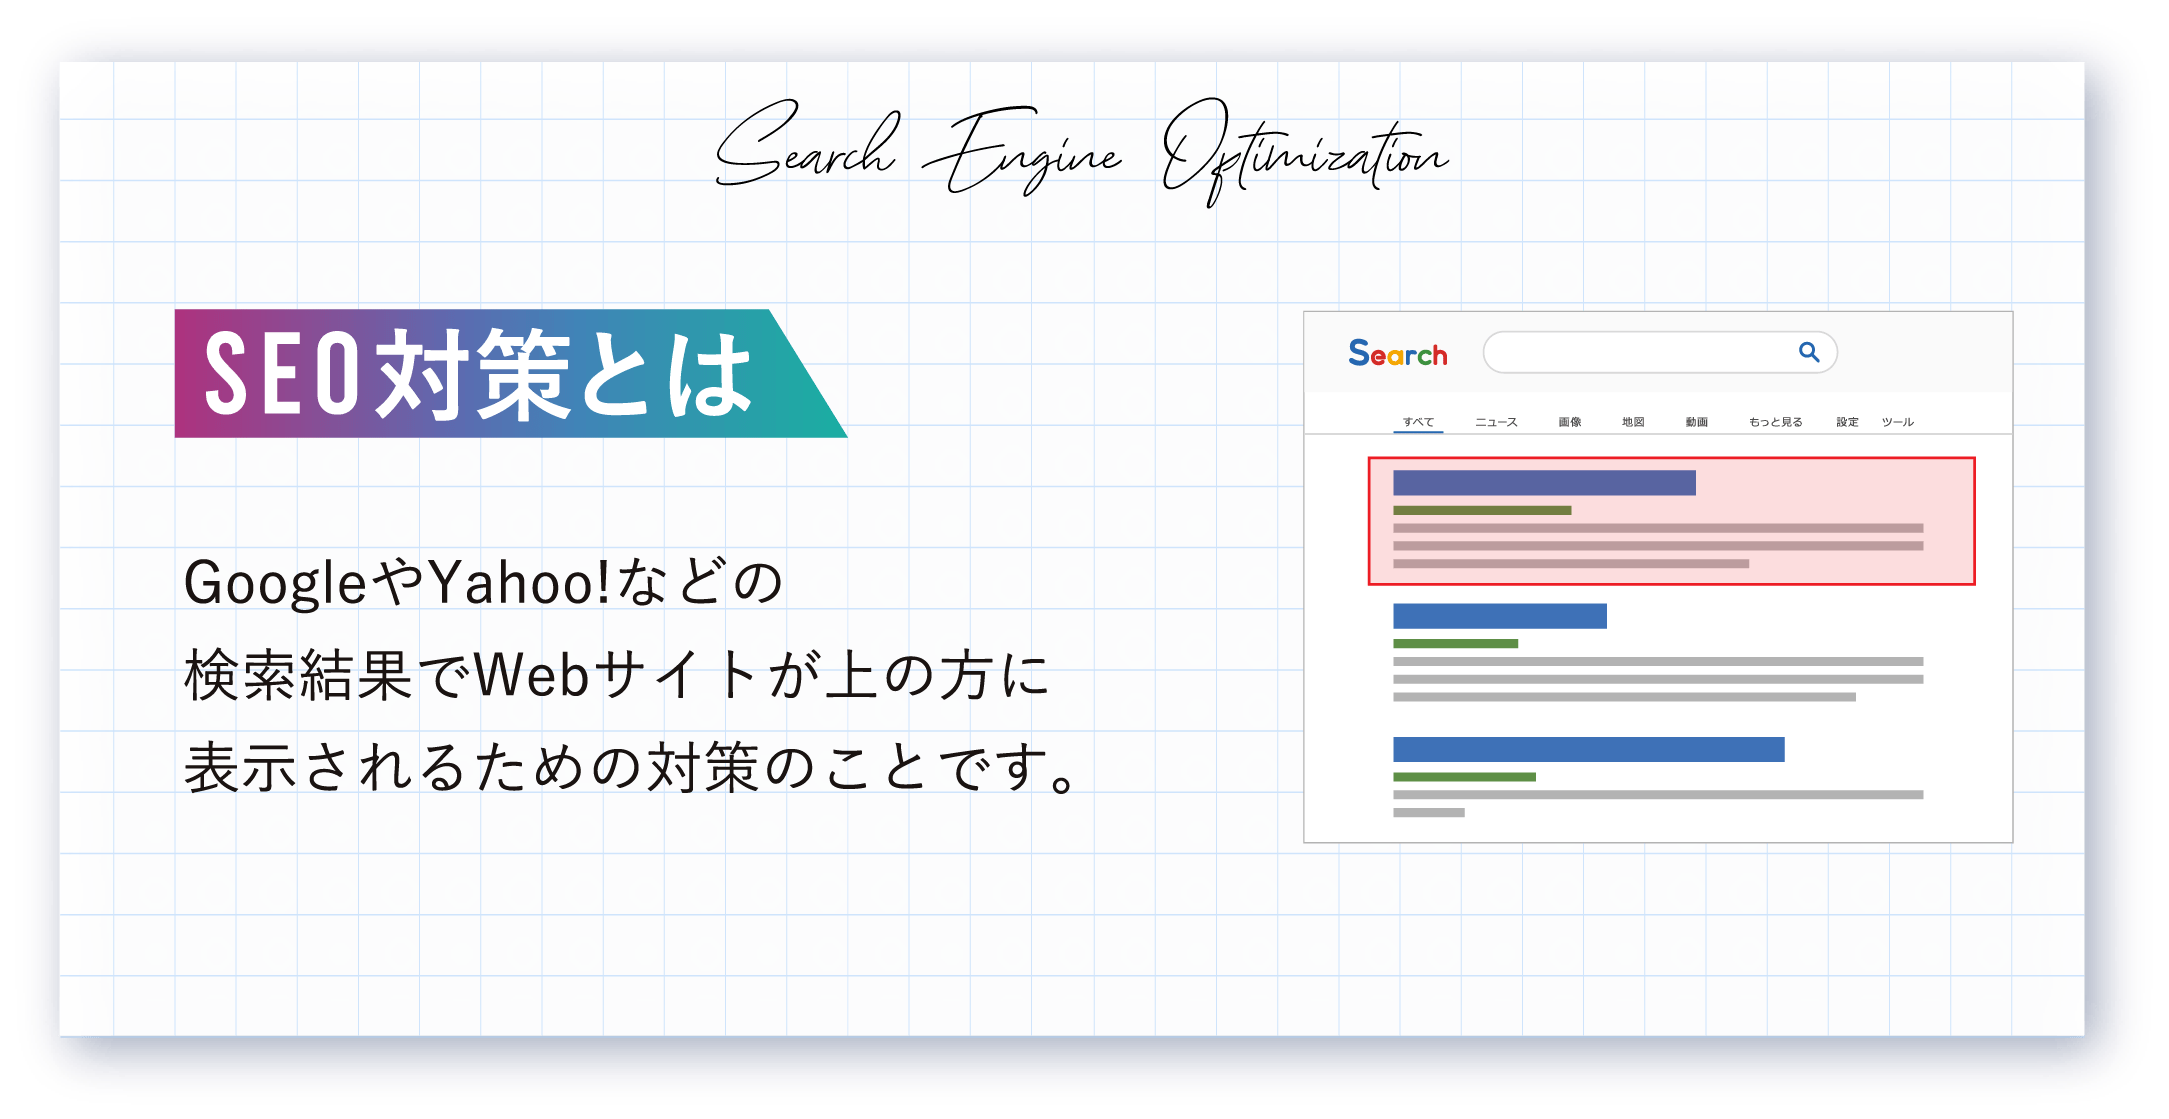 Search Engine Optimization
SEO対策とは
GoogleやYahoo!などの
検索結果でWebサイトが上の方に
表示されるための対策のことです。
Search
すべて ニュース 画像 地図 動画 もっと見る 設定 ツール